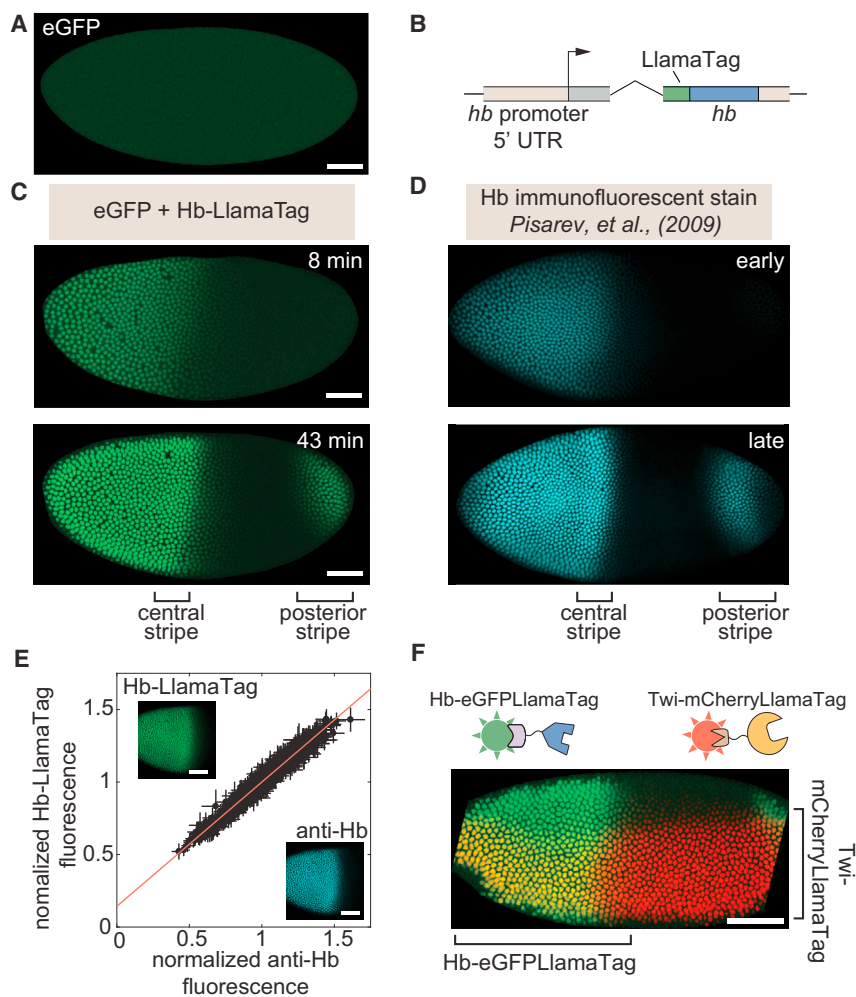 A
eGFP
B
LlamaTag
hb promoter
5' UTR
hb
C
eGFP + Hb-LlamaTag
8 min
43 min
central
stripe
posterior
stripe
D
Hb immunofluorescent stain
Pisarev, et al., (2009)
early
late
central
stripe
posterior
stripe
E
Hb-LlamaTag
anti-Hb
normalized Hb-LlamaTag
fluorescence
1.5
1
0.5
0
0
0.5
1
1.5
normalized anti-Hb
fluorescence
F
Hb-eGFPLlamaTag
Twi-mCherryLlamaTag
Twi-
mCherryLlamaTag
Hb-eGFPLlamaTag